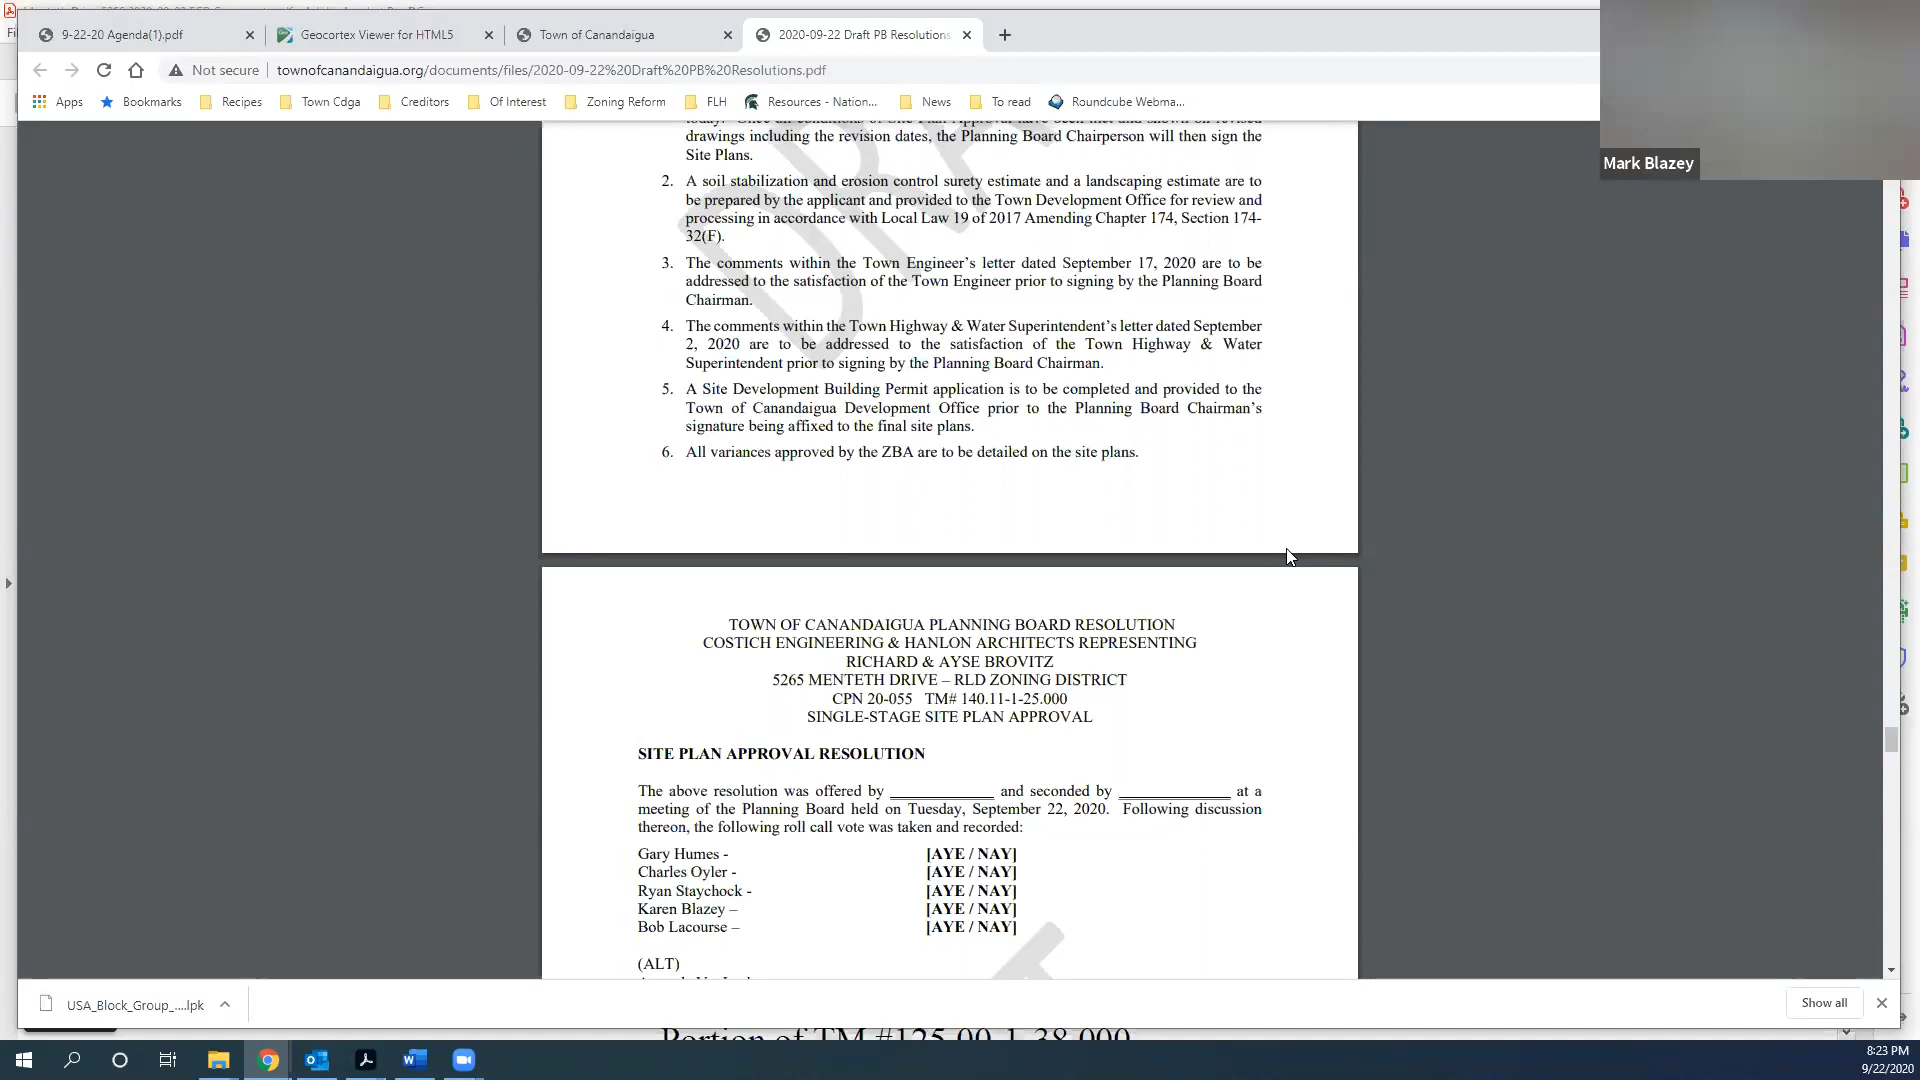 9-22-20 Agenda(1).pdf
Geocortex Viewer for HTML5
Town of Canandaigua
2020-09-22 Draft PB Resolutions
Not secure
townofcanandaigua.org/documents/files/2020-09-22%20Draft%20PB%20Resolutions.pdf
Apps
Bookmarks
Recipes
Town Cdga
Creditors
Of Interest
Zoning Reform
FLH
Resources - Nation...
News
To read
Roundcube Webma...
Mark Blazey
drawings including the revision dates, the Planning Board Chairperson will then sign the
Site Plans.
2. A soil stabilization and erosion control surety estimate and a landscaping estimate are to
be prepared by the applicant and provided to the Town Development Office for review and
processing in accordance with Local Law 19 of 2017 Amending Chapter 174, Section 174-
32(F).
3. The comments within the Town Engineer's letter dated September 17, 2020 are to be
addressed to the satisfaction of the Town Engineer prior to signing by the Planning Board
Chairman.
4. The comments within the Town Highway & Water Superintendent's letter dated September
2, 2020 are to be addressed to the satisfaction of the Town Highway & Water
Superintendent prior to signing by the Planning Board Chairman.
5. A Site Development Building Permit application is to be completed and provided to the
Town of Canandaigua Development Office prior to the Planning Board Chairman's
signature being affixed to the final site plans.
6. All variances approved by the ZBA are to be detailed on the site plans.
TOWN OF CANANDAIGUA PLANNING BOARD RESOLUTION
COSTICH ENGINEERING & HANLON ARCHITECTS REPRESENTING
RICHARD & AYSE BROVITZ
5265 MENTETH DRIVE – RLD ZONING DISTRICT
CPN 20-055 TM# 140.11-1-25.000
SINGLE-STAGE SITE PLAN APPROVAL
SITE PLAN APPROVAL RESOLUTION
The above resolution was offered by ______________ and seconded by _______________ at a
meeting of the Planning Board held on Tuesday, September 22, 2020. Following discussion
thereon, the following roll call vote was taken and recorded:
Gary Humes - [AYE / NAY]
Charles Oyler - [AYE / NAY]
Ryan Staychock - [AYE / NAY]
Karen Blazey – [AYE / NAY]
Bob Lacourse – [AYE / NAY]
(ALT)
USA_Block_Group_....lpk
Show all
Portion of TM #125.00-1-38.000
8:23 PM
9/22/2020